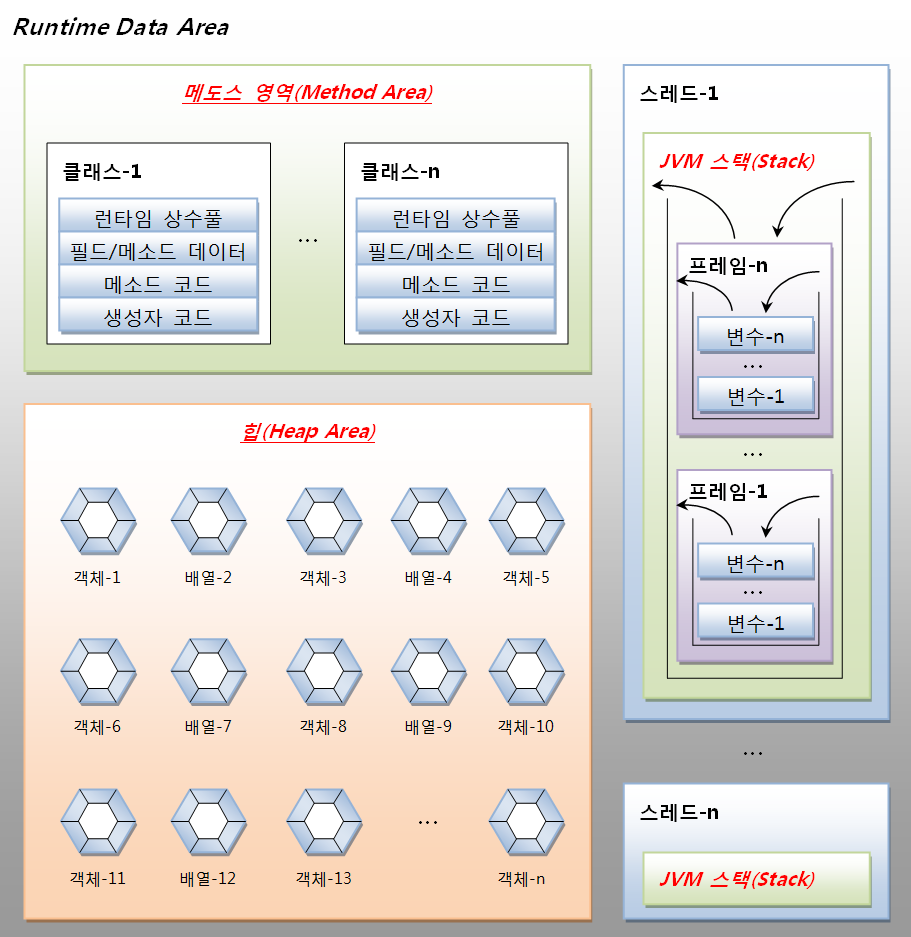 Runtime Data Area
메도스 영역(Method Area)
클래스-1
런타임 상수풀
필드/메소드 데이터
메소드 코드
생성자 코드
...
클래스-n
런타임 상수풀
필드/메소드 데이터
메소드 코드
생성자 코드
힙(Heap Area)
객체-1 배열-2 객체-3 배열-4 객체-5
객체-6 배열-7 객체-8 배열-9 객체-10
객체-11 배열-12 객체-13 ... 객체-n
스레드-1
JVM 스택(Stack)
프레임-n
변수-n
...
변수-1
...
프레임-1
변수-n
...
변수-1
...
스레드-n
JVM 스택(Stack)